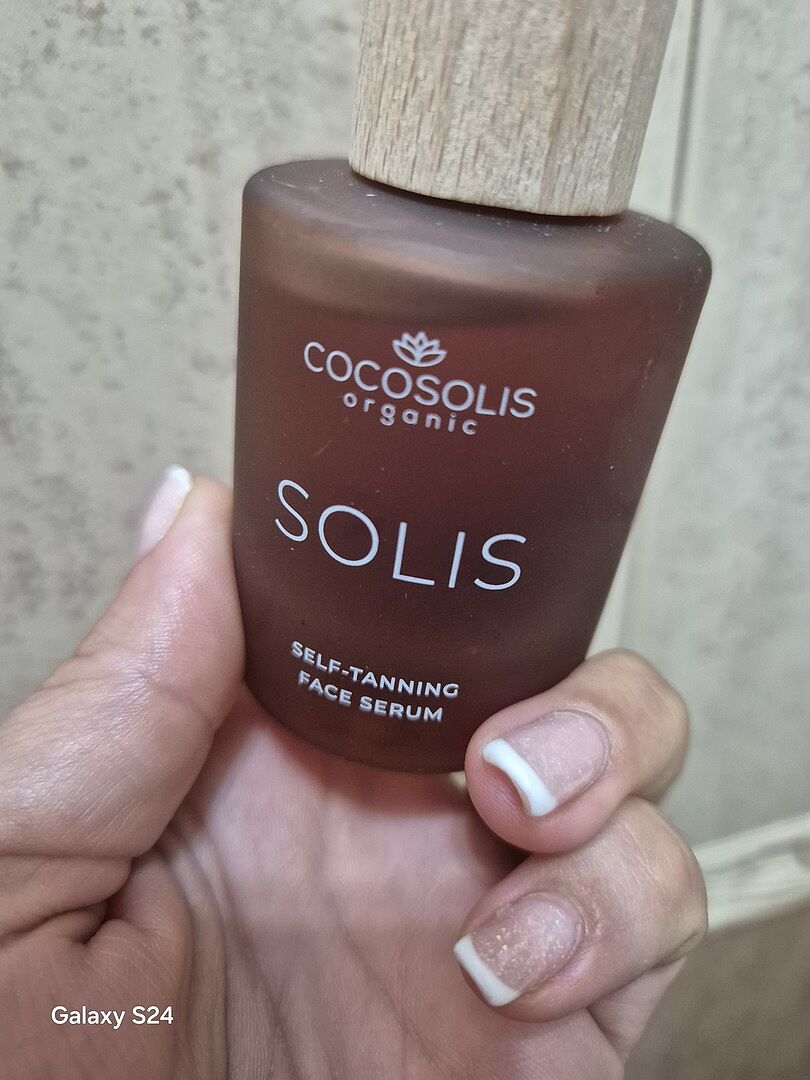 COCOSOLIS
organic
SOLIS
SELF-TANNING
FACE SERUM
Galaxy S24